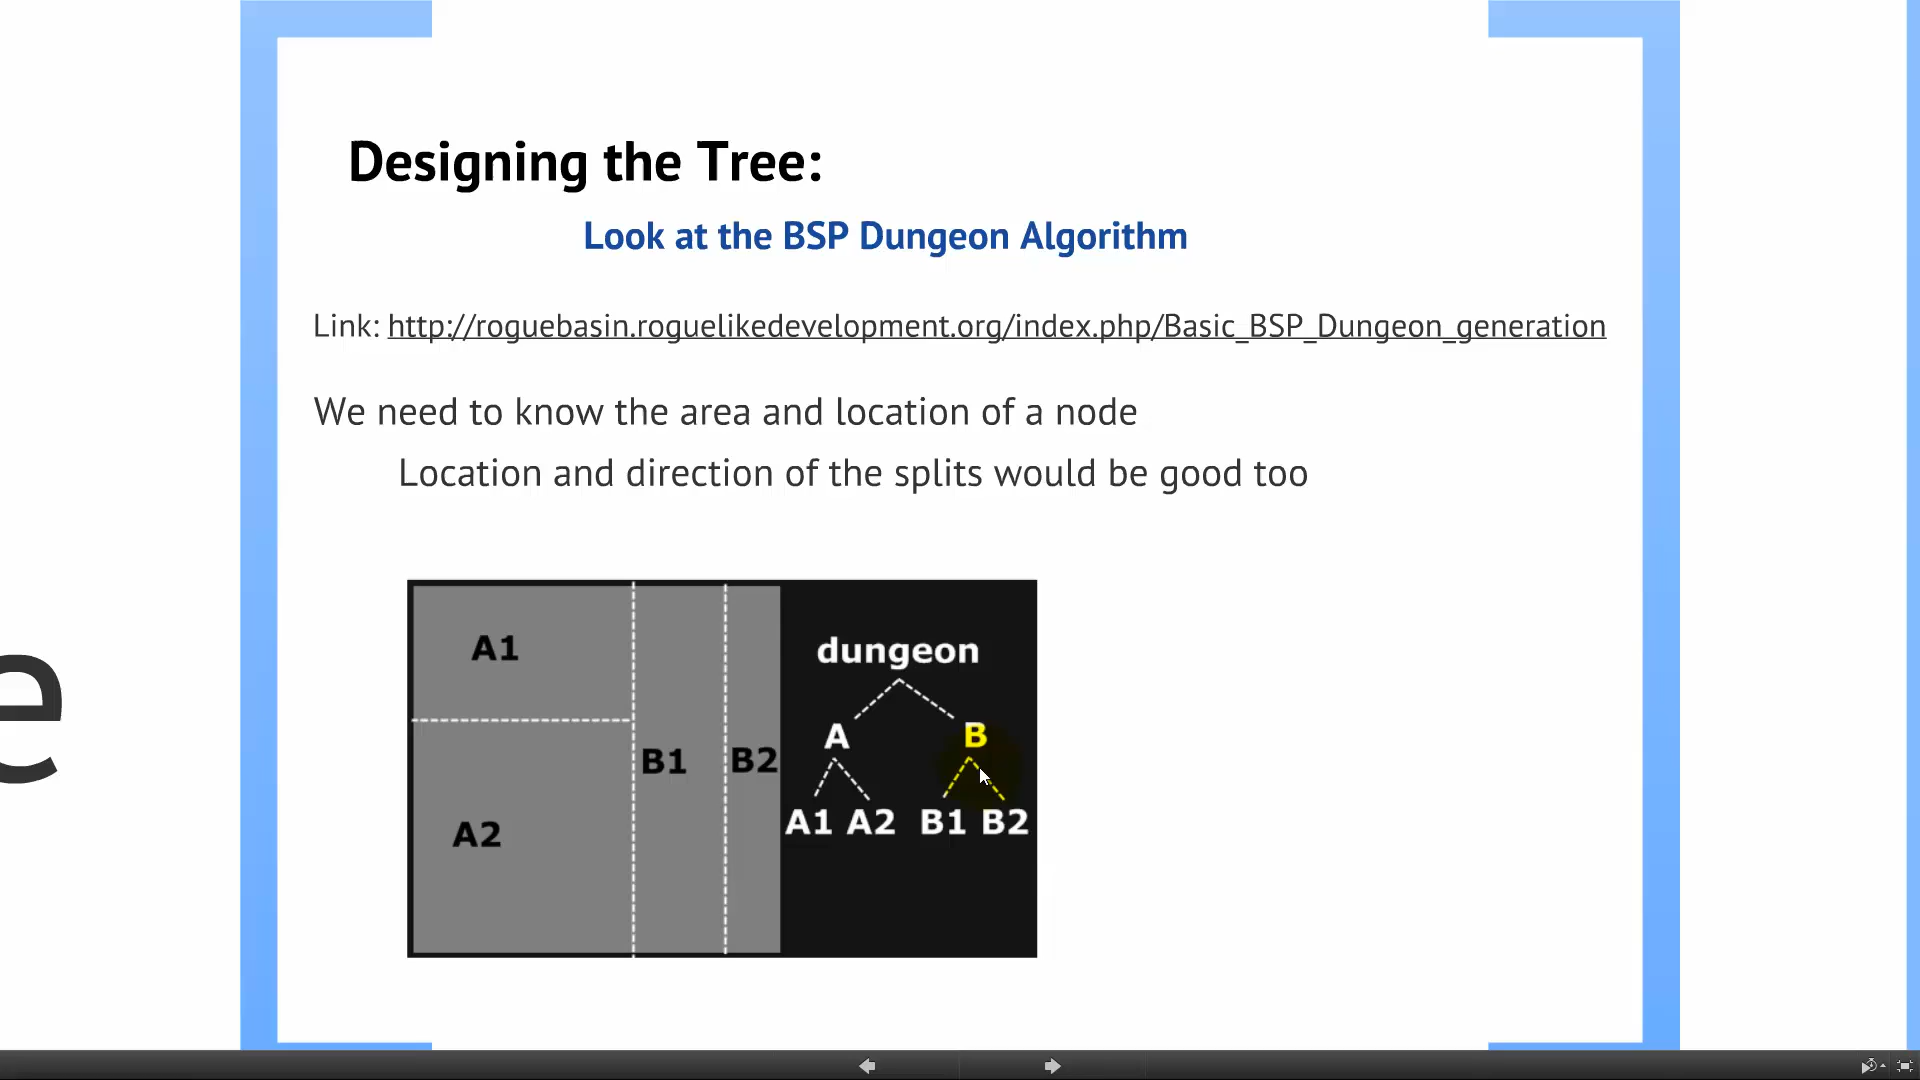 Designing the Tree:
Look at the BSP Dungeon Algorithm
Link: http://roguebasin.roguelikedevelopment.org/index.php/Basic_BSP_Dungeon_generation
We need to know the area and location of a node
Location and direction of the splits would be good too
e
A1
A2
B1
B2
dungeon
A B
A1 A2 B1 B2